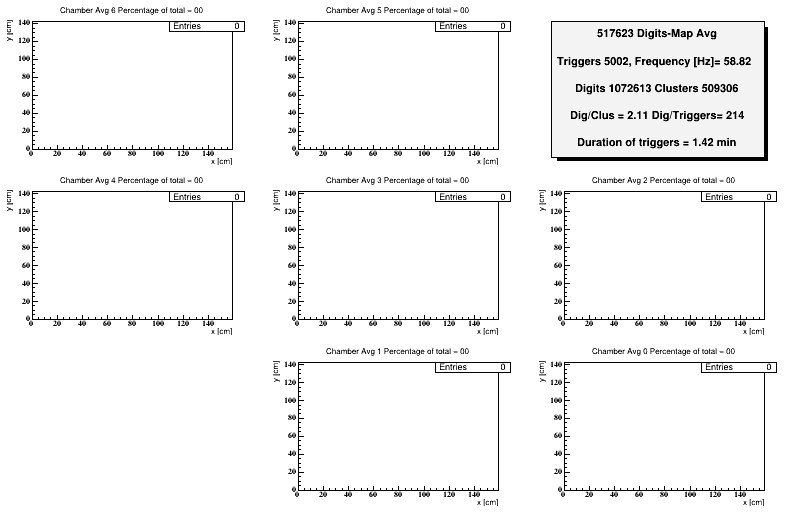 Chamber Avg 6 Percentage of total = 00
Entries 0
y [cm]
140
120
100
80
60
40
20
0
0 20 40 60 80 100 120 140
x [cm]
Chamber Avg 5 Percentage of total = 00
Entries 0
y [cm]
140
120
100
80
60
40
20
0
0 20 40 60 80 100 120 140
x [cm]
517623 Digits-Map Avg
Triggers 5002, Frequency [Hz]= 58.82
Digits 1072613 Clusters 509306
Dig/Clus = 2.11 Dig/Triggers= 214
Duration of triggers = 1.42 min
Chamber Avg 4 Percentage of total = 00
Entries 0
y [cm]
140
120
100
80
60
40
20
0
0 20 40 60 80 100 120 140
x [cm]
Chamber Avg 3 Percentage of total = 00
Entries 0
y [cm]
140
120
100
80
60
40
20
0
0 20 40 60 80 100 120 140
x [cm]
Chamber Avg 2 Percentage of total = 00
Entries 0
y [cm]
140
120
100
80
60
40
20
0
0 20 40 60 80 100 120 140
x [cm]
Chamber Avg 1 Percentage of total = 00
Entries 0
y [cm]
140
120
100
80
60
40
20
0
0 20 40 60 80 100 120 140
x [cm]
Chamber Avg 0 Percentage of total = 00
Entries 0
y [cm]
140
120
100
80
60
40
20
0
0 20 40 60 80 100 120 140
x [cm]